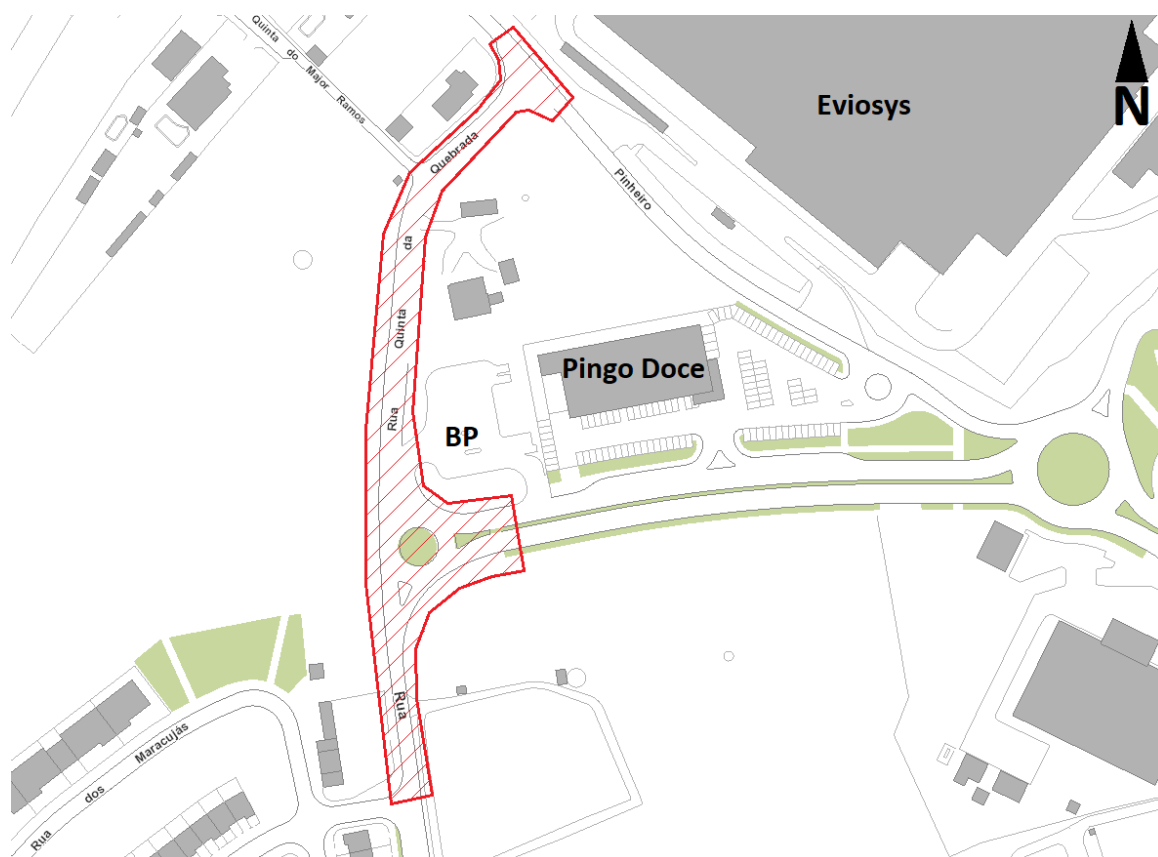 Quinta do Major Ramos
N
Eviosys
Quebrada
Pinheiro
da
Quinta
Pingo Doce
Rua
BP
Rua
Rua dos Maracujás